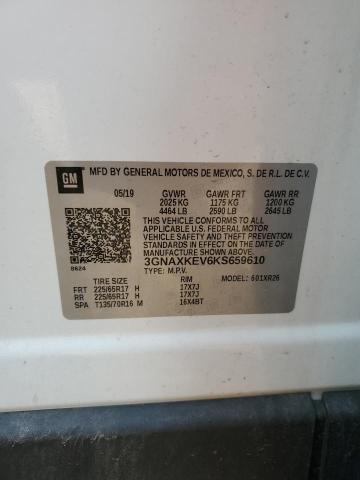 GM
MFD BY GENERAL MOTORS DE MEXICO, S. DE R.L. DE C.V.
05/19 GVWR GAWR FRT GAWR RR
2025 KG 1175 KG 1200 KG
4464 LB 2590 LB 2645 LB
THIS VEHICLE CONFORMS TO ALL
APPLICABLE U.S. FEDERAL MOTOR
VEHICLE SAFETY AND BUMPER
STANDARDS IN EFFECT ON THE DATE
OF MANUFACTURE SHOWN ABOVE.
3GNAXKEV6KS659610
8624 TYPE: M.P.V. MODEL: 601XR26
TIRE SIZE RIM
FRT 225/65R17 H 17X7J
RR 225/65R17 H 17X7J
SPA T135/70R16 M 16X4BT